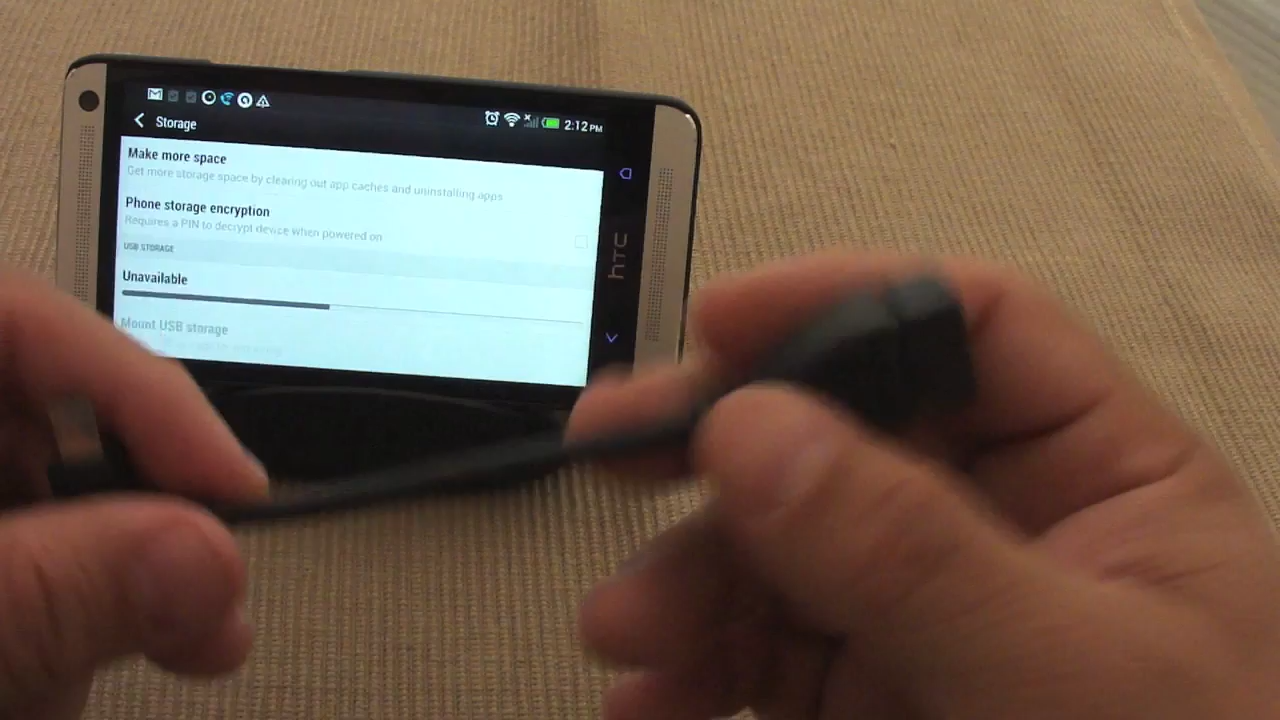 2:12 PM
Storage
Make more space
Get more storage space by clearing out app caches and uninstalling apps
Phone storage encryption
Requires a PIN to decrypt device when powered on
USB STORAGE
Unavailable
Mount USB storage
hTC